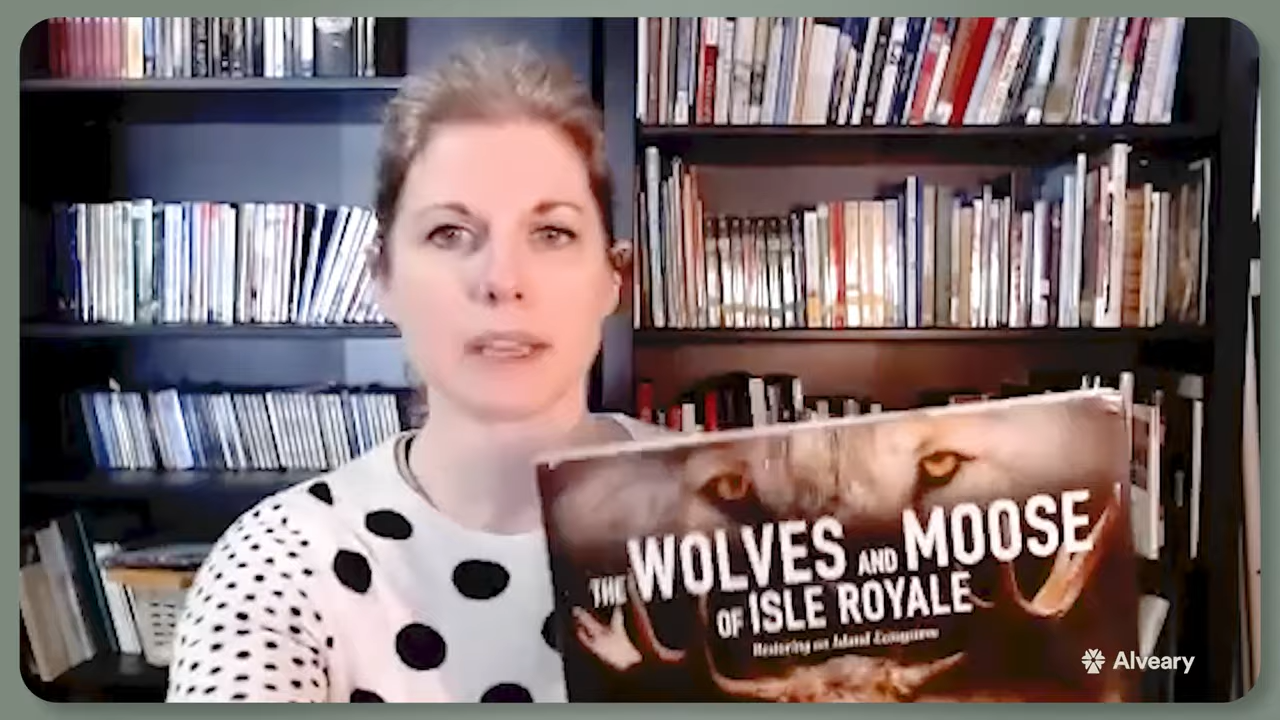 THE WOLVES AND MOOSE
OF ISLE ROYALE
Restoring an Island Ecosystem
Alveary